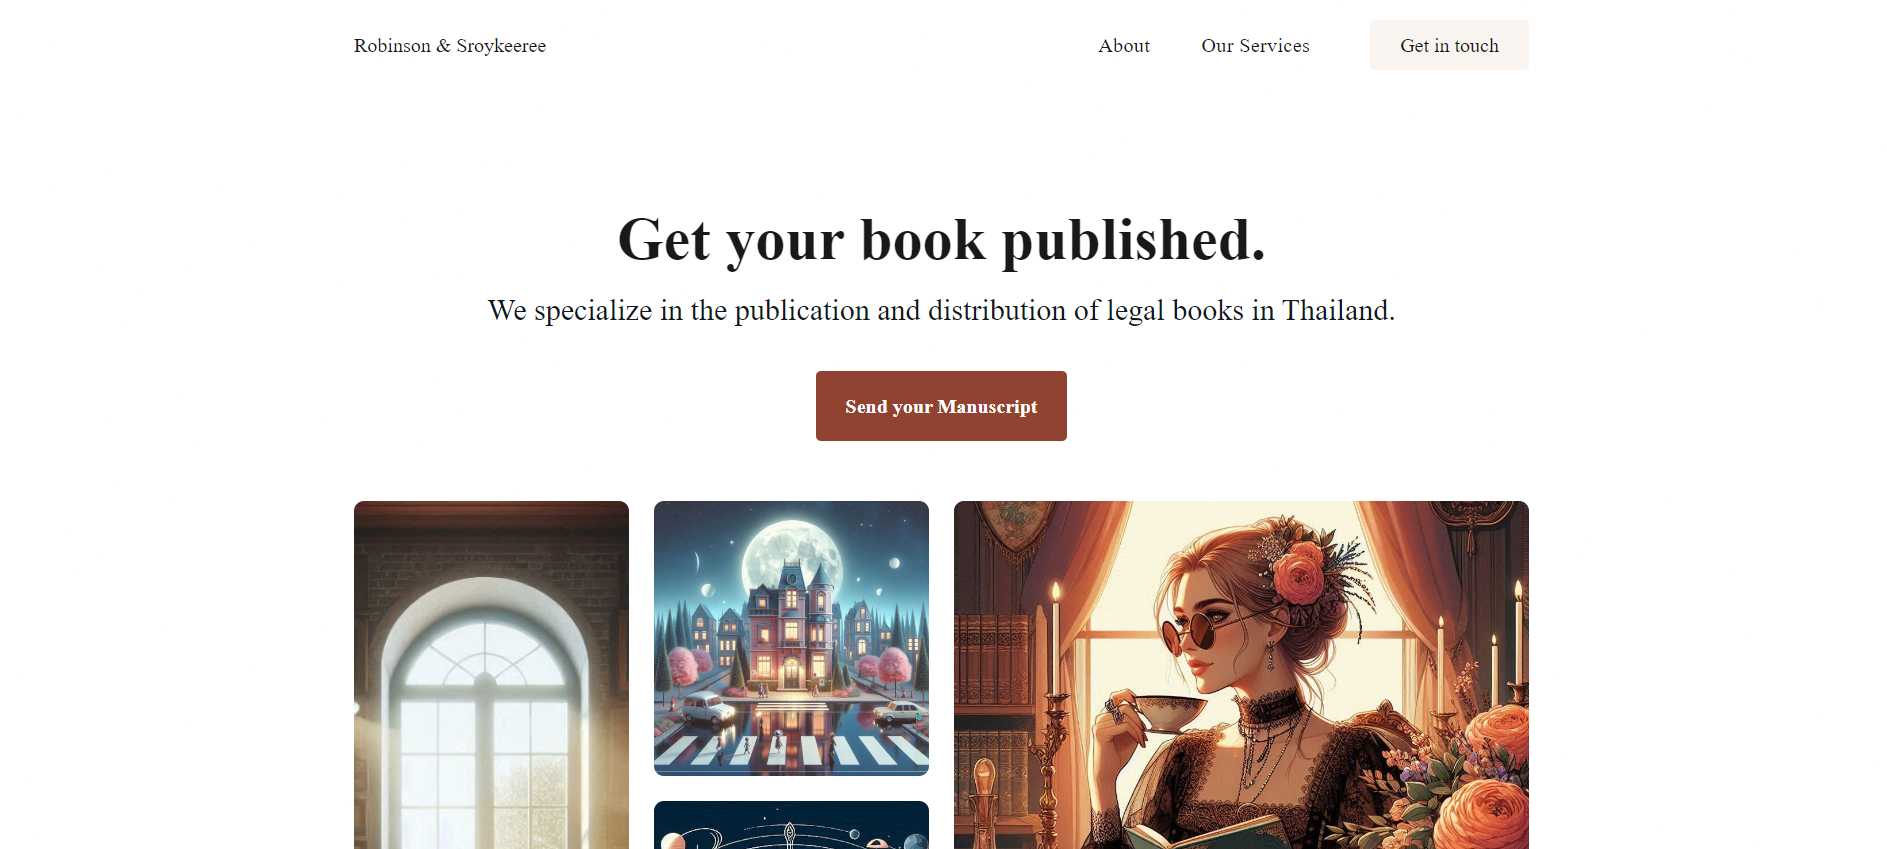 Robinson & Sroykeeree
About
Our Services
Get in touch
Get your book published.
We specialize in the publication and distribution of legal books in Thailand.
Send your Manuscript